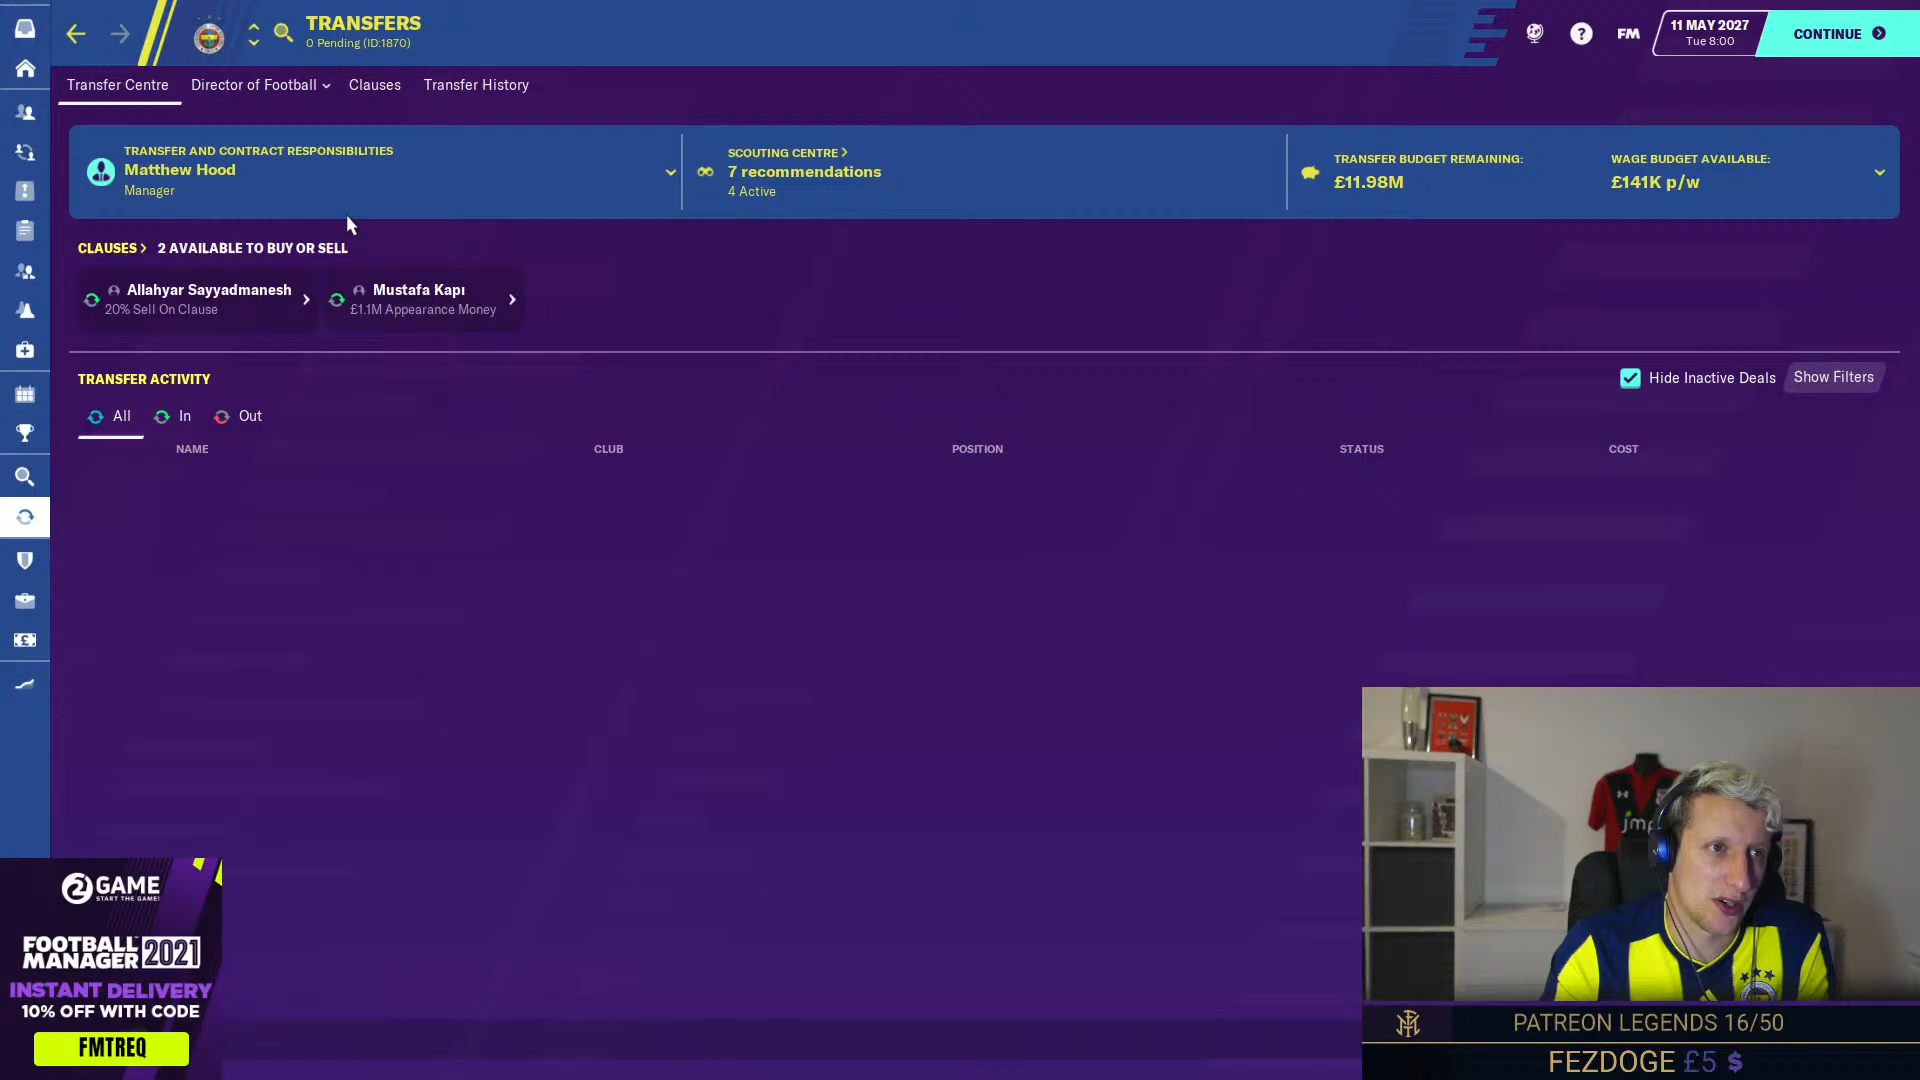 TRANSFERS
0 Pending (ID:1870)
FM
11 MAY 2027
Tue 8:00
CONTINUE
Transfer Centre
Director of Football
Clauses
Transfer History
TRANSFER AND CONTRACT RESPONSIBILITIES
Matthew Hood
Manager
SCOUTING CENTRE >
7 recommendations
4 Active
TRANSFER BUDGET REMAINING:
£11.98M
WAGE BUDGET AVAILABLE:
£141K p/w
CLAUSES > 2 AVAILABLE TO BUY OR SELL
Allahyar Sayyadmanesh
20% Sell On Clause
Mustafa Kapı
£1.1M Appearance Money
TRANSFER ACTIVITY
Hide Inactive Deals
Show Filters
All
In
Out
NAME
CLUB
POSITION
STATUS
COST
2GAME
START THE GAME!
FOOTBALL
MANAGER 2021
INSTANT DELIVERY
10% OFF WITH CODE
FMTREQ
jmp
PATREON LEGENDS 16/50
FEZDOGE £5 $